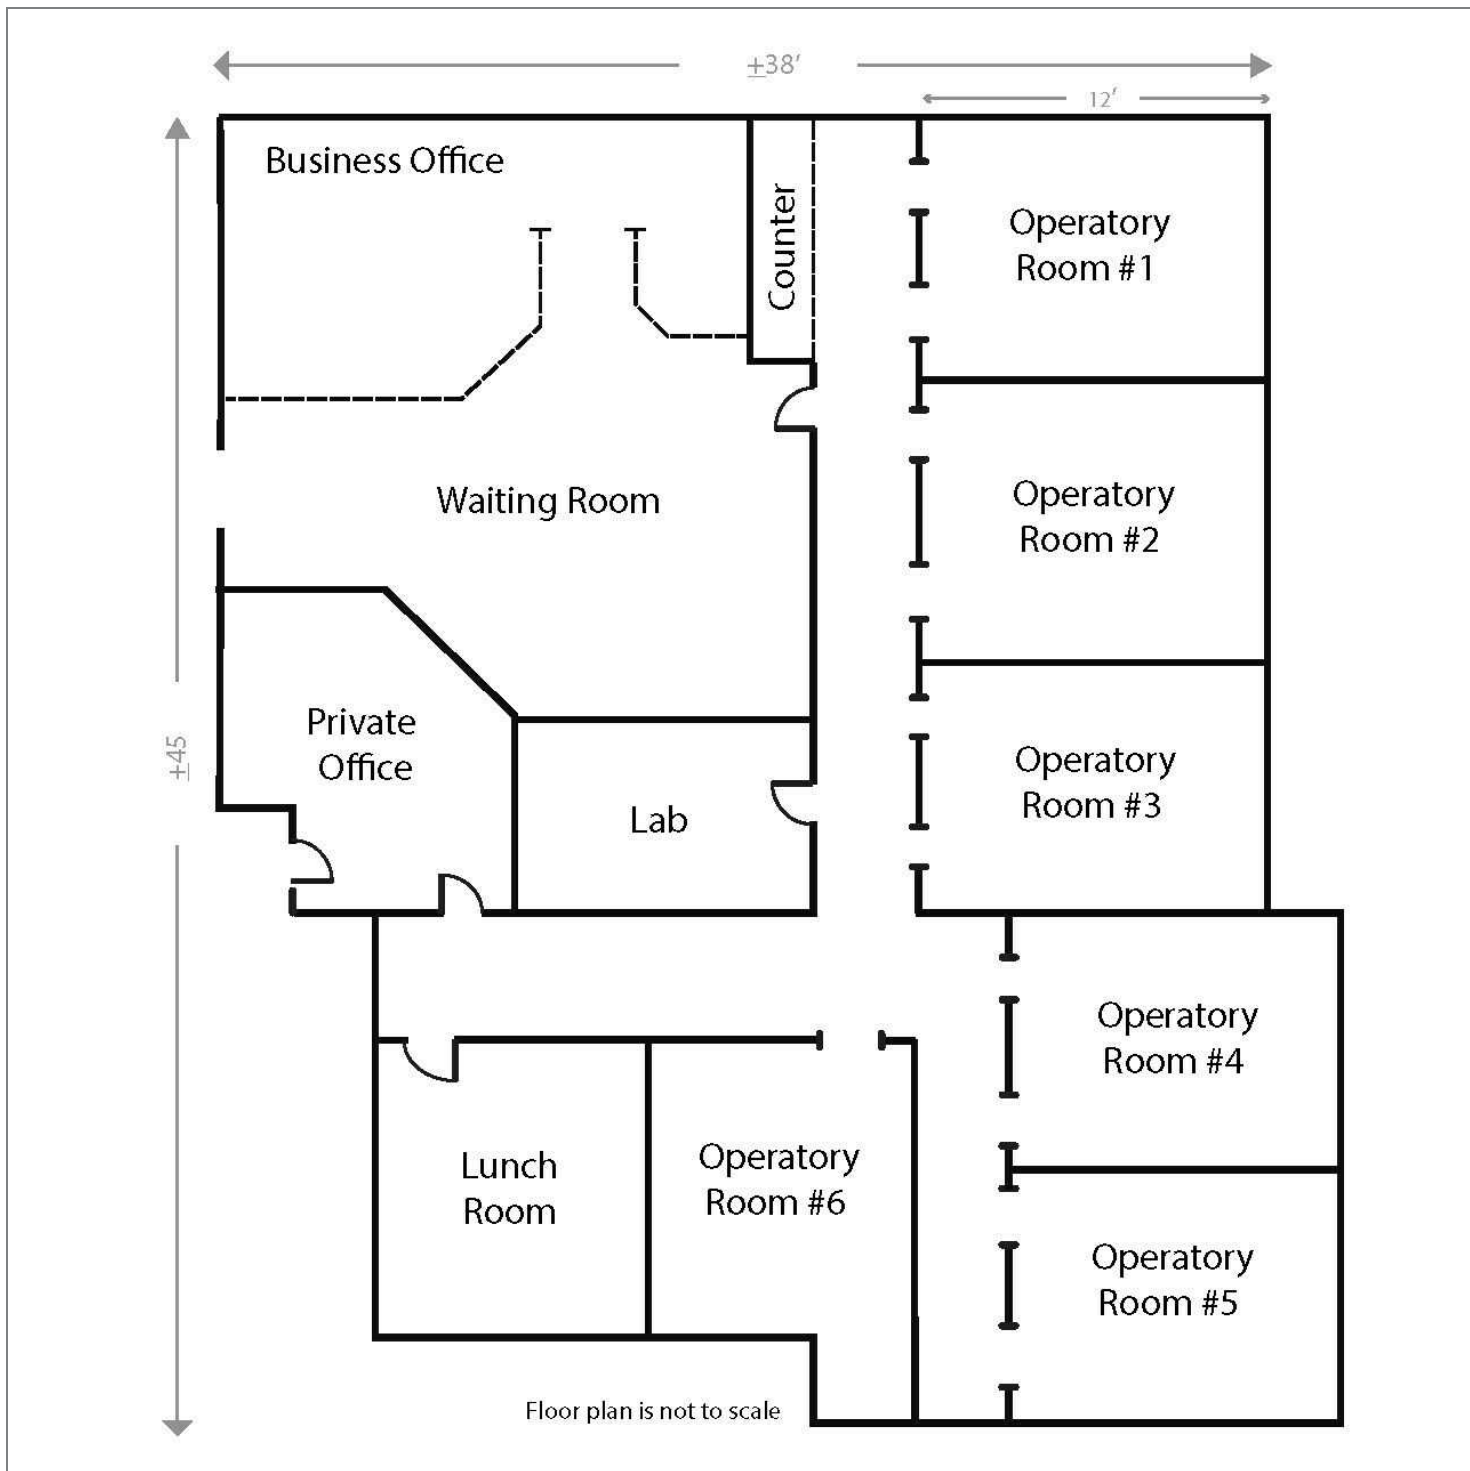 ±38′
12′
Business Office
Counter
Operatory
Room #1
Operatory
Room #2
Waiting Room
Private
Office
±45
Operatory
Room #3
Lab
Operatory
Room #4
Lunch
Room
Operatory
Room #6
Operatory
Room #5
Floor plan is not to scale